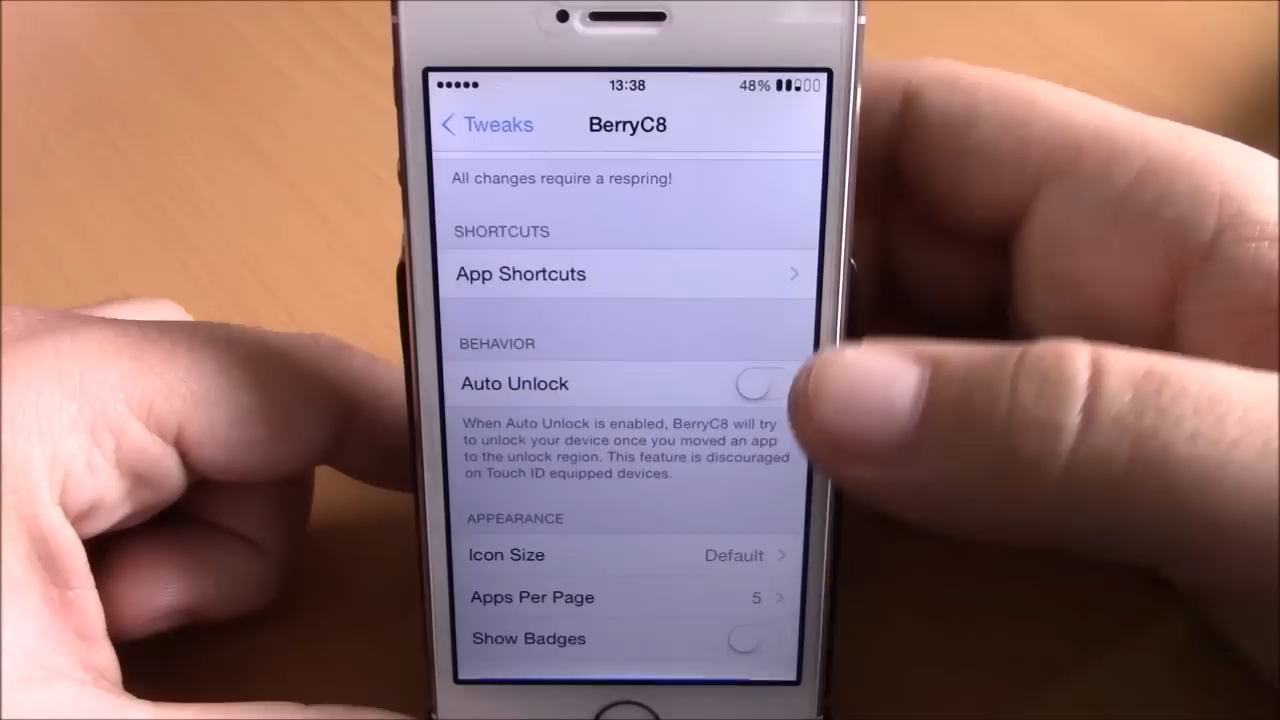 13:38
48%
Tweaks
BerryC8
All changes require a respring!
SHORTCUTS
App Shortcuts
BEHAVIOR
Auto Unlock
When Auto Unlock is enabled, BerryC8 will try
to unlock your device once you moved an app
to the unlock region. This feature is discouraged
on Touch ID equipped devices.
APPEARANCE
Icon Size Default
Apps Per Page 5
Show Badges